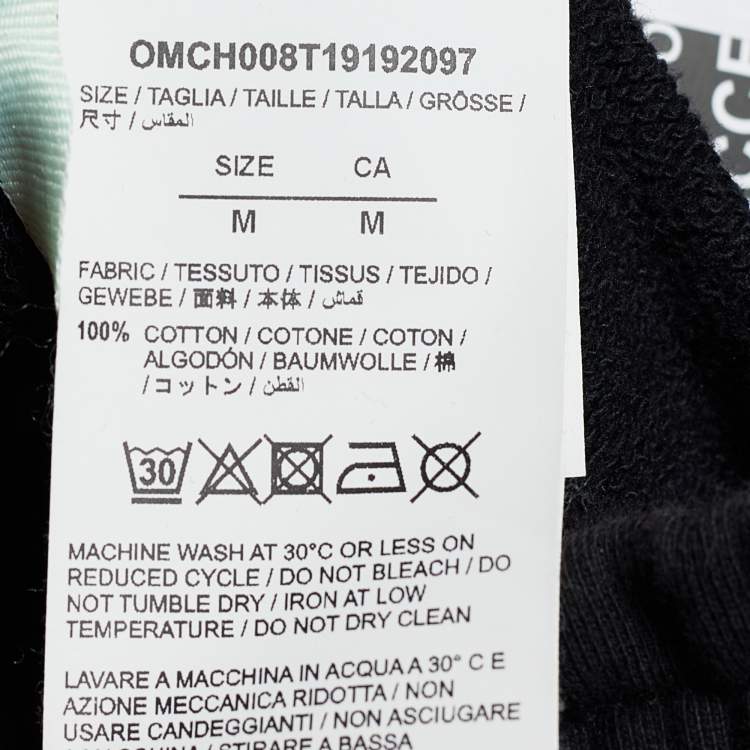 OMCH008T19192097
SIZE / TAGLIA / TAILLE / TALLA / GRÖSSE /
尺寸 / المقاس
SIZE CA
M M
FABRIC / TESSUTO / TISSUS / TEJIDO /
GEWEBE / 面料 / 本体 / قماش
100% COTTON / COTONE / COTON /
ALGODÓN / BAUMWOLLE / 棉
/ コットン / القطن
30
MACHINE WASH AT 30°C OR LESS ON
REDUCED CYCLE / DO NOT BLEACH / DO
NOT TUMBLE DRY / IRON AT LOW
TEMPERATURE / DO NOT DRY CLEAN
LAVARE A MACCHINA IN ACQUA A 30° C E
AZIONE MECCANICA RIDOTTA / NON
USARE CANDEGGIANTI / NON ASCIUGARE
STIRARE A BASSA